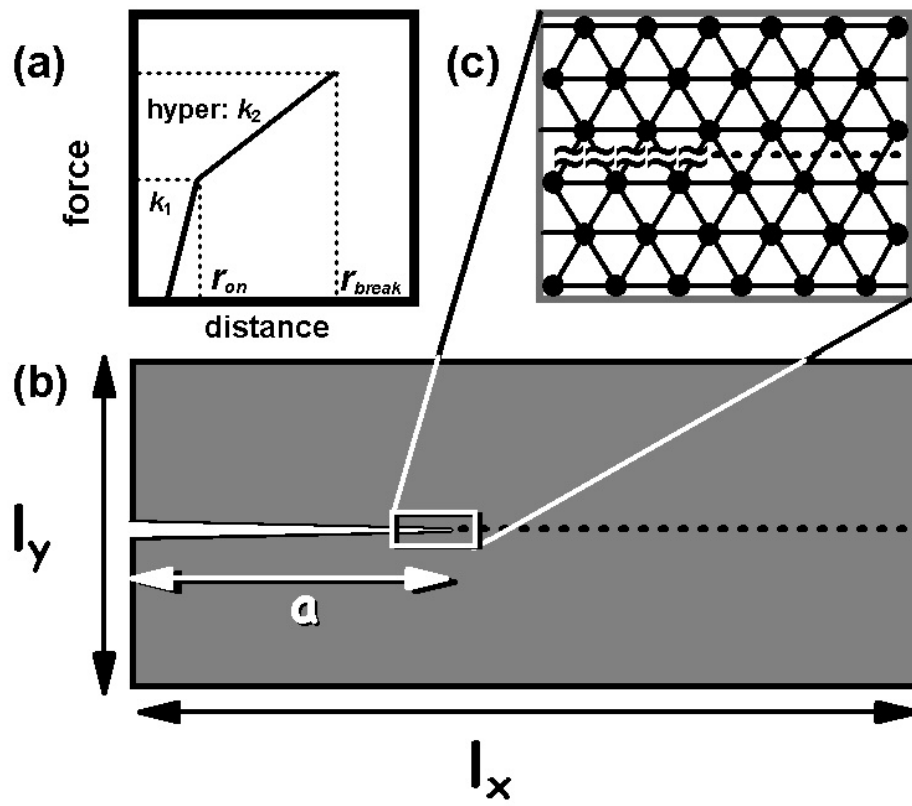 (a)
hyper: k2
k1
force
ron
rbreak
distance
(c)
(b)
ly
a
lx